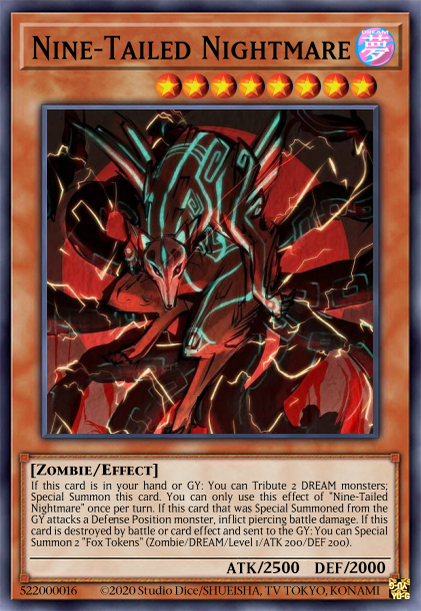 NINE-TAILED NIGHTMARE
DREAM
夢
[ZOMBIE/EFFECT]
If this card is in your hand or GY: You can Tribute 2 DREAM monsters;
Special Summon this card. You can only use this effect of "Nine-Tailed
Nightmare" once per turn. If this card that was Special Summoned from the
GY attacks a Defense Position monster, inflict piercing battle damage. If this
card is destroyed by battle or card effect and sent to the GY: You can Special
Summon 2 "Fox Tokens" (Zombie/DREAM/Level 1/ATK 200/DEF 200).
ATK/2500 DEF/2000
522000016 ©2020 Studio Dice/SHUEISHA, TV TOKYO, KONAMI